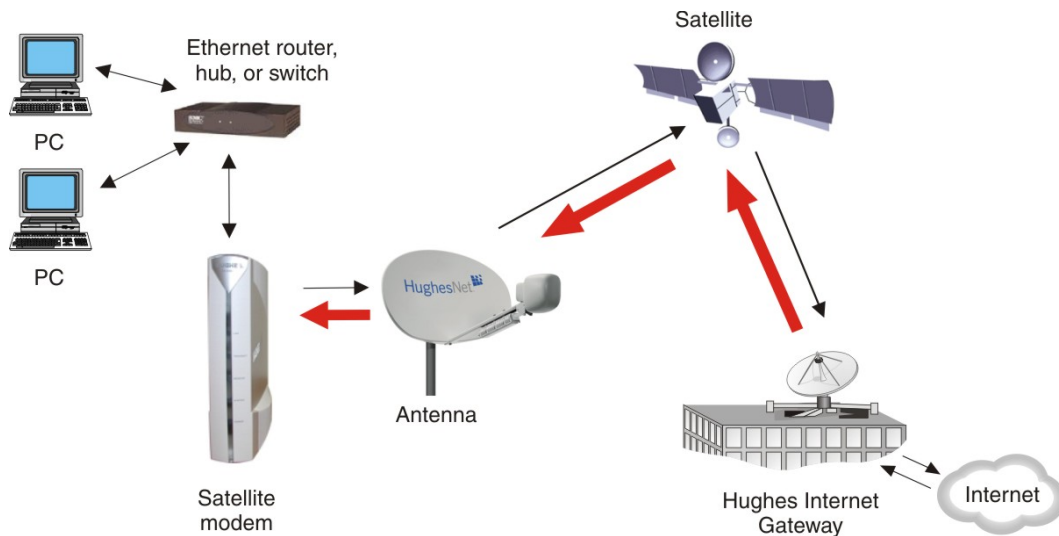 Satellite
Ethernet router,
hub, or switch
PC
PC
HughesNet
Antenna
Satellite
modem
Hughes Internet
Gateway
Internet